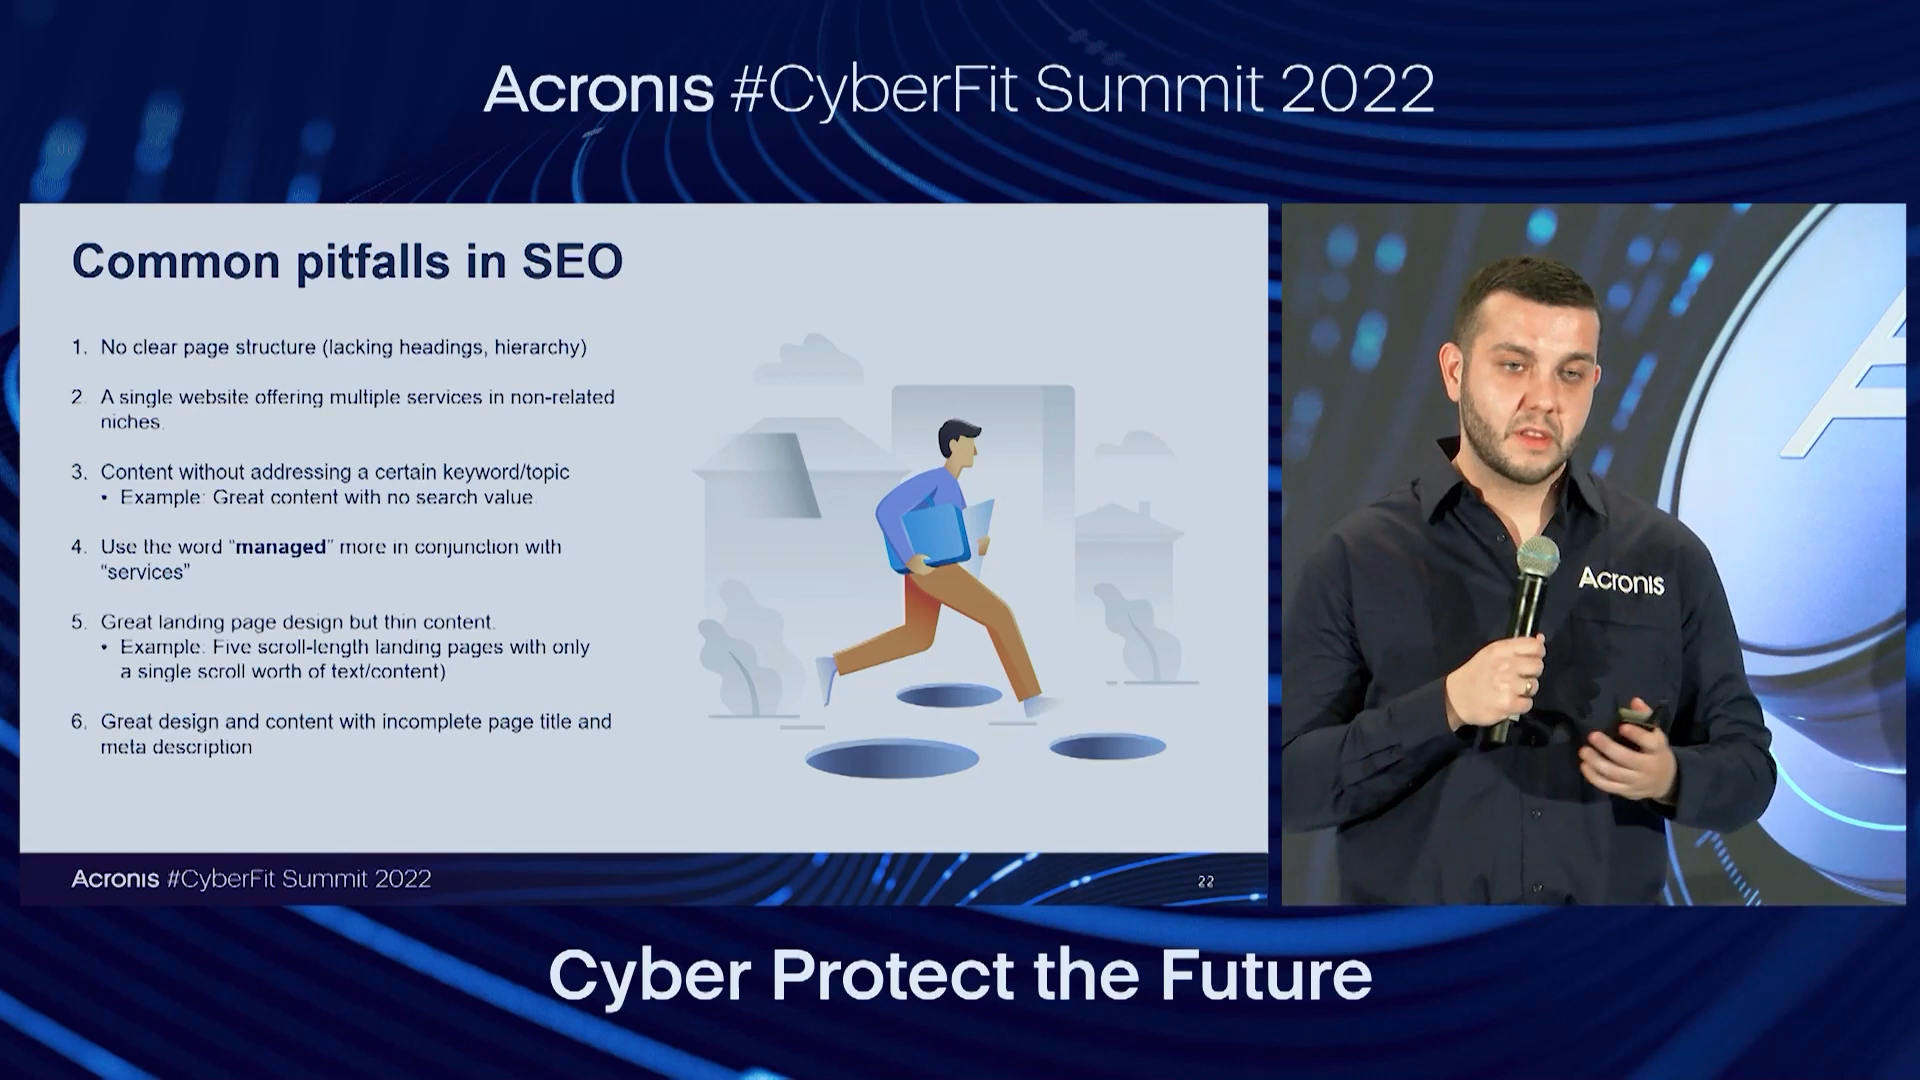 Acronis #CyberFit Summit 2022
Common pitfalls in SEO
1. No clear page structure (lacking headings, hierarchy)
2. A single website offering multiple services in non-related
niches.
3. Content without addressing a certain keyword/topic
• Example: Great content with no search value
4. Use the word “managed” more in conjunction with
“services”
5. Great landing page design but thin content.
• Example: Five scroll-length landing pages with only
a single scroll worth of text/content)
6. Great design and content with incomplete page title and
meta description
Acronis #CyberFit Summit 2022
22
Acronis
Cyber Protect the Future